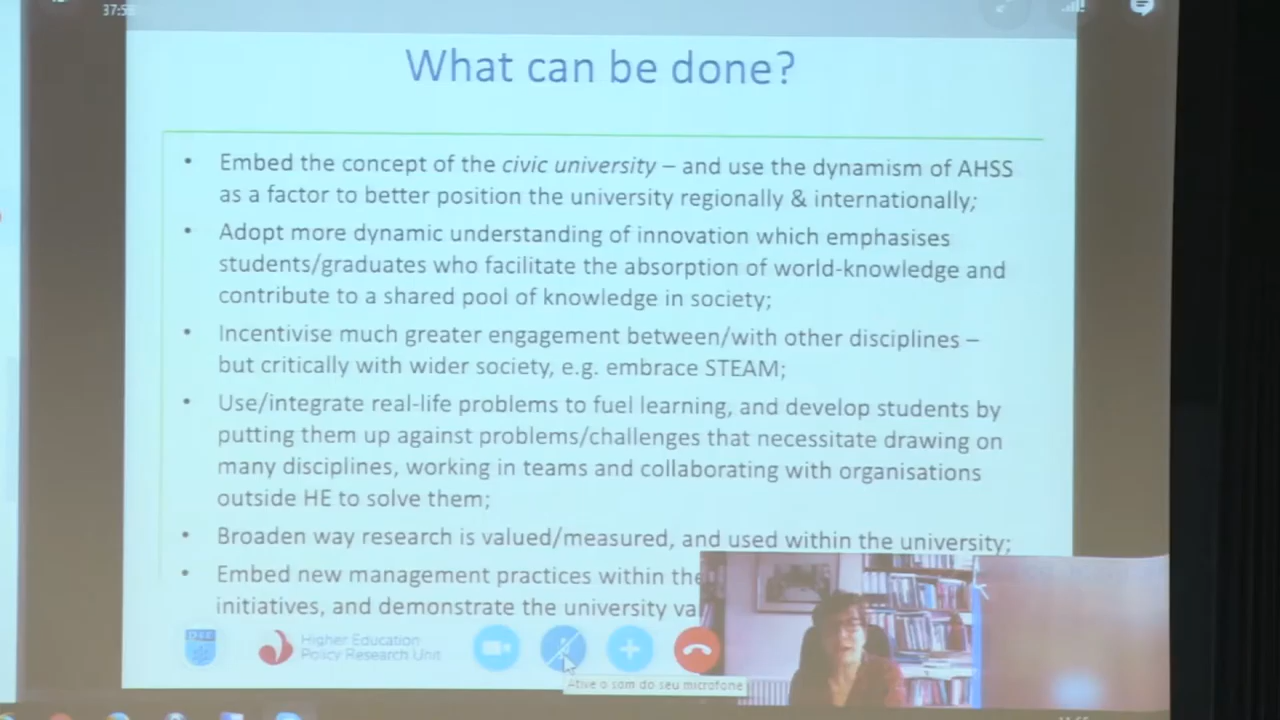 37:5
What can be done?
• Embed the concept of the civic university – and use the dynamism of AHSS
as a factor to better position the university regionally & internationally;
• Adopt more dynamic understanding of innovation which emphasises
students/graduates who facilitate the absorption of world-knowledge and
contribute to a shared pool of knowledge in society;
• Incentivise much greater engagement between/with other disciplines –
but critically with wider society, e.g. embrace STEAM;
• Use/integrate real-life problems to fuel learning, and develop students by
putting them up against problems/challenges that necessitate drawing on
many disciplines, working in teams and collaborating with organisations
outside HE to solve them;
• Broaden way research is valued/measured, and used within the university;
• Embed new management practices within the
initiatives, and demonstrate the university va
Higher Education
Policy Research Unit
Ative o som do seu microfone